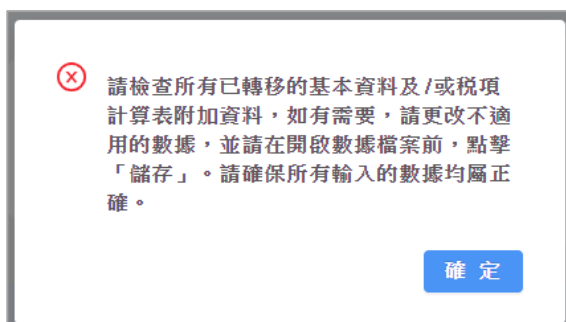 請檢查所有已轉移的基本資料及/或税項
計算表附加資料，如有需要，請更改不適
用的數據，並請在開啟數據檔案前，點擊
「儲存」。請確保所有輸入的數據均屬正
確。
確 定